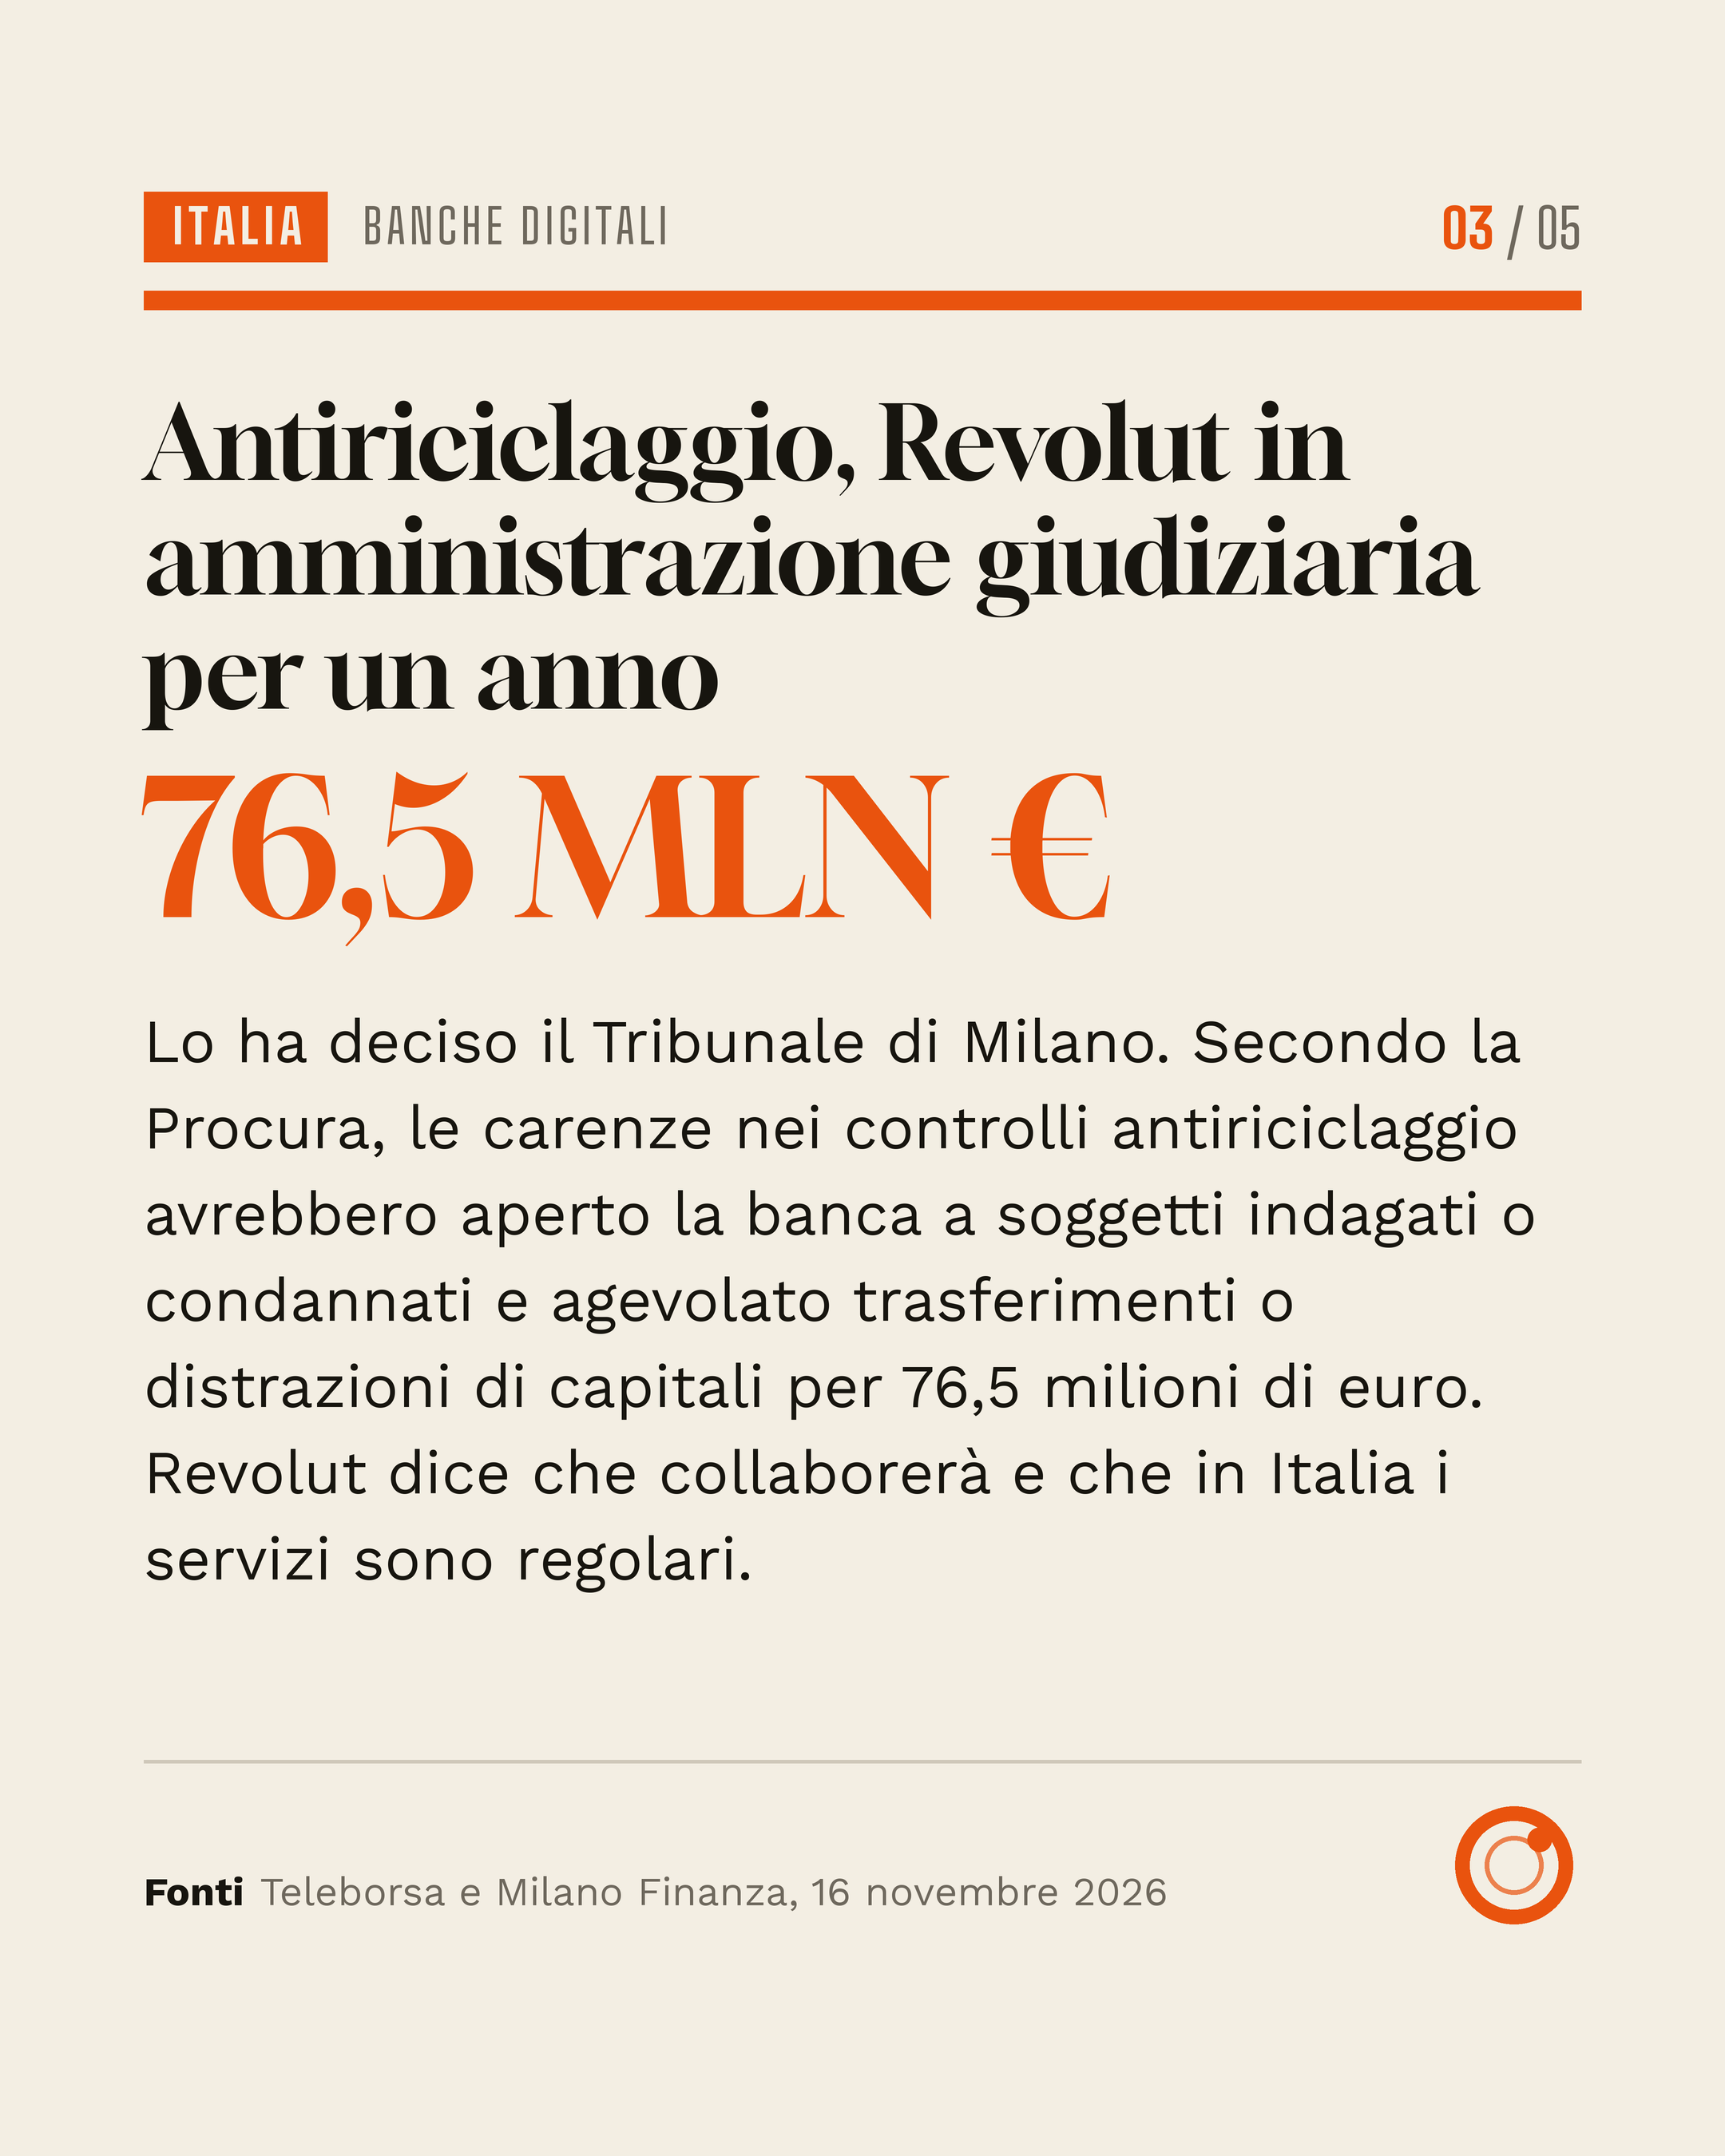 ITALIA BANCHE DIGITALI 03 / 05
Antiriciclaggio, Revolut in
amministrazione giudiziaria
per un anno
76,5 MLN €
Lo ha deciso il Tribunale di Milano. Secondo la
Procura, le carenze nei controlli antiriciclaggio
avrebbero aperto la banca a soggetti indagati o
condannati e agevolato trasferimenti o
distrazioni di capitali per 76,5 milioni di euro.
Revolut dice che collaborerà e che in Italia i
servizi sono regolari.
Fonti Teleborsa e Milano Finanza, 16 novembre 2026